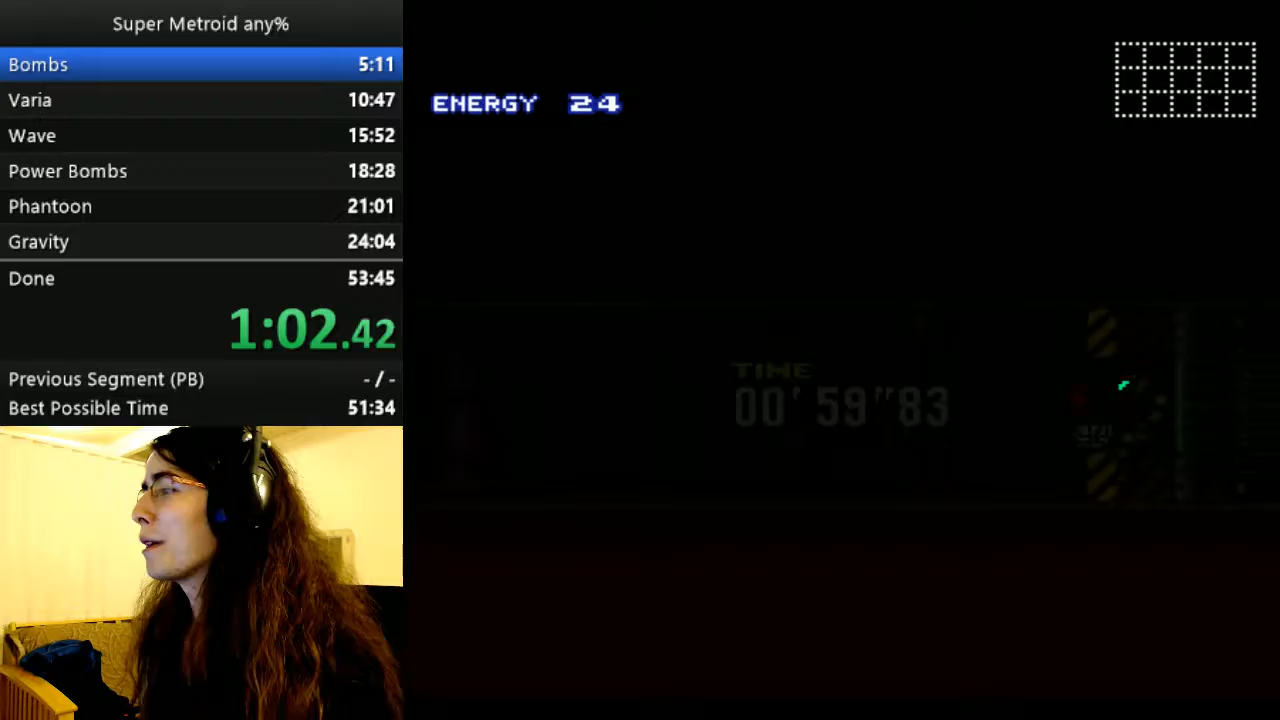 Super Metroid any%
Bombs 5:11
Varia 10:47
Wave 15:52
Power Bombs 18:28
Phantoon 21:01
Gravity 24:04
Done 53:45
1:02.42
Previous Segment (PB) - / -
Best Possible Time 51:34
ENERGY 24
TIME
00'59"83